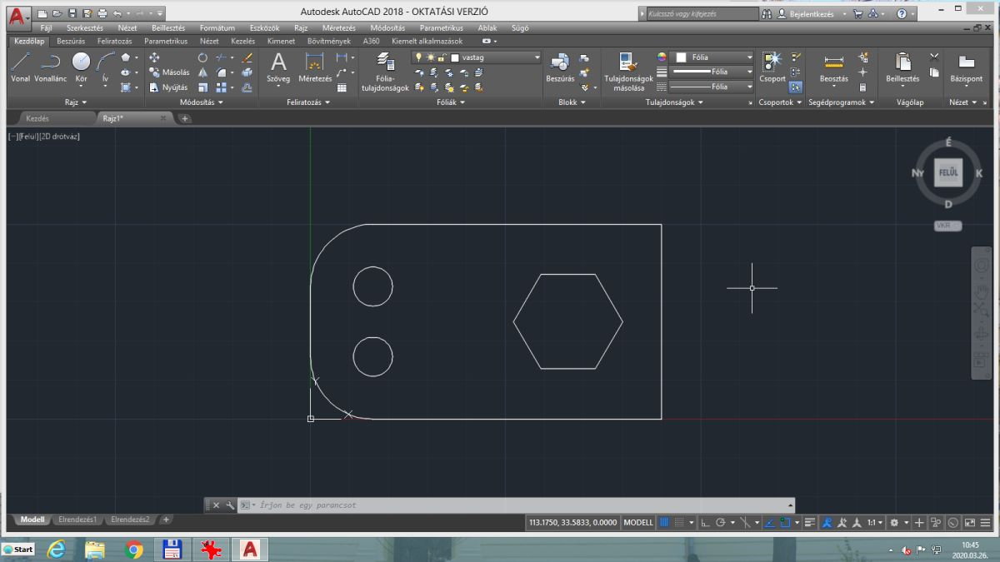 Autodesk AutoCAD 2018 - OKTATÁSI VERZIÓ
Kulcsszó vagy kifejezés
Bejelentkezés
Fájl Szerkesztés Nézet Beillesztés Formátum Eszközök Rajz Méretezés Módosítás Parametrikus Ablak Súgó
Kezdőlap Beszúrás Feliratozás Parametrikus Nézet Kezelés Kimenet Bővítmények A360 Kiemelt alkalmazások
Vonal Vonallánc Kör Ív
Másolás
Nyújtás
Szöveg Méretezés
Fólia-
tulajdonságok
vastag
Beszúrás
Tulajdonságok
másolása
Fólia
Fólia
Fólia
Csoport
Beosztás
Beillesztés
Bázispont
Rajz Módosítás Feliratozás Fóliák Blokk Tulajdonságok Csoportok Segédprogramok Vágólap Nézet
Kezdés Rajz1*
[−][Felül][2D drótváz]
É
Ny FELÜL K
D
VKR
X
Y
Írjon be egy parancsot
Modell Elrendezés1 Elrendezés2
113.1750, 33.5833, 0.0000 MODELL 1:1
Start
10:45
2020.03.26.